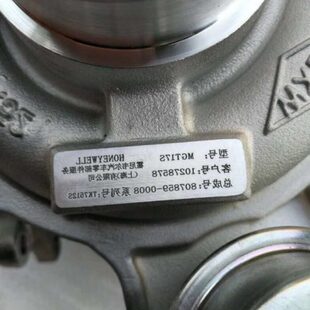 型号: MGT17S HONEYWELL
客户号: 10278578 霍尼韦尔汽车零部件服务
(上海)有限公司
总成号: 807859-0008 系列号: TK7512S